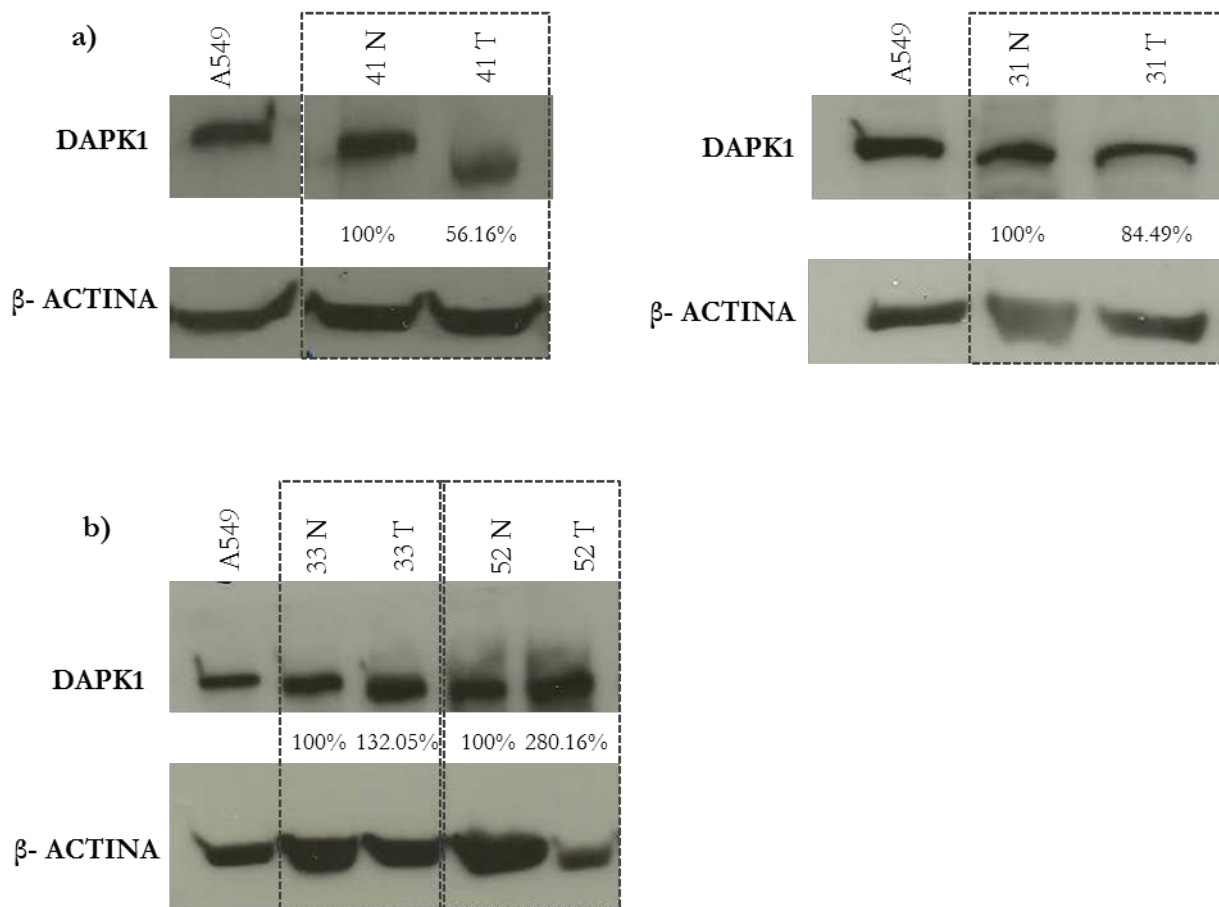 a)
A549
41 N
41 T
DAPK1
100% 56.16%
β- ACTINA
A549
31 N
31 T
DAPK1
100% 84.49%
β- ACTINA
b)
A549
33 N
33 T
52 N
52 T
DAPK1
100% 132.05% 100% 280.16%
β- ACTINA